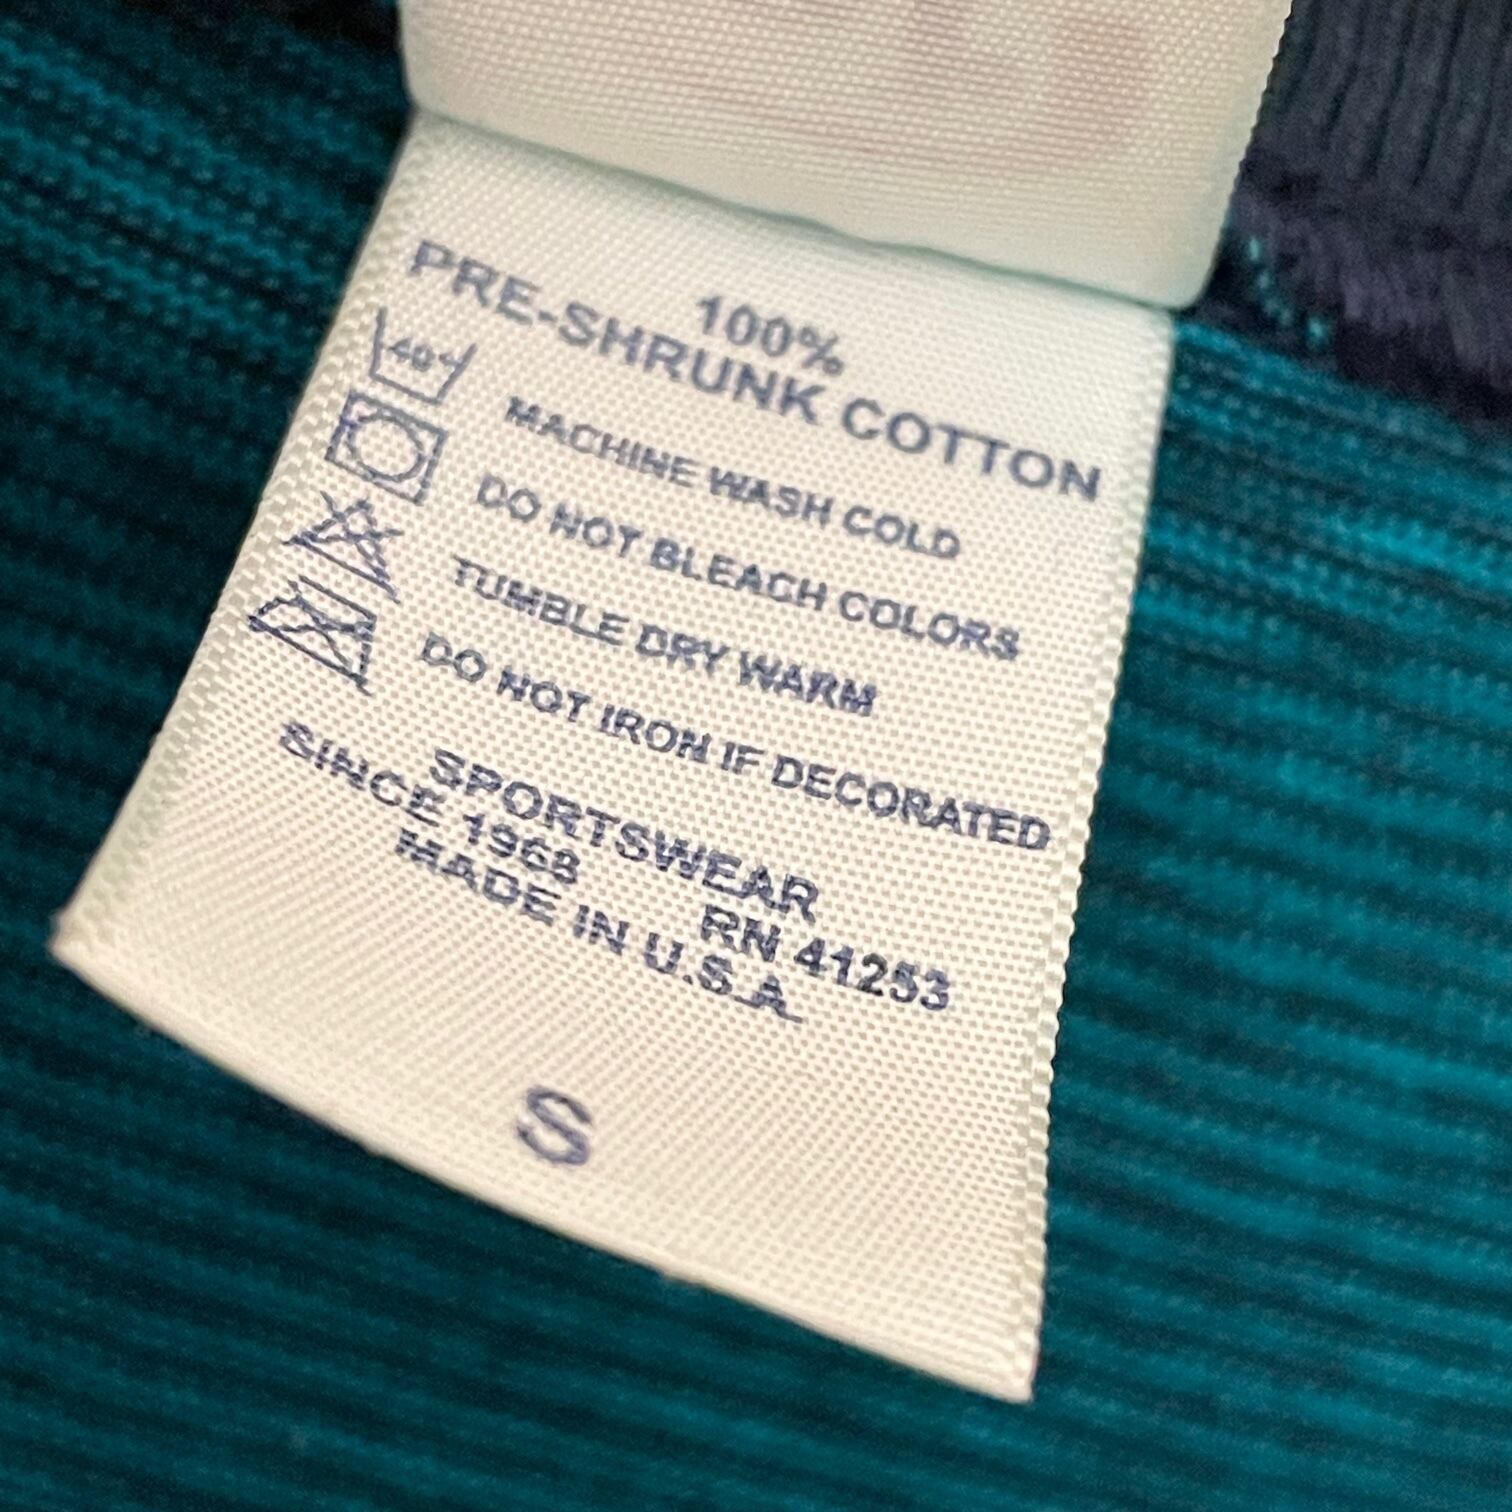 100%
PRE-SHRUNK COTTON
40°
MACHINE WASH COLD
DO NOT BLEACH COLORS
TUMBLE DRY WARM
DO NOT IRON IF DECORATED
SPORTSWEAR
SINCE 1968 RN 41253
MADE IN U.S.A.
S